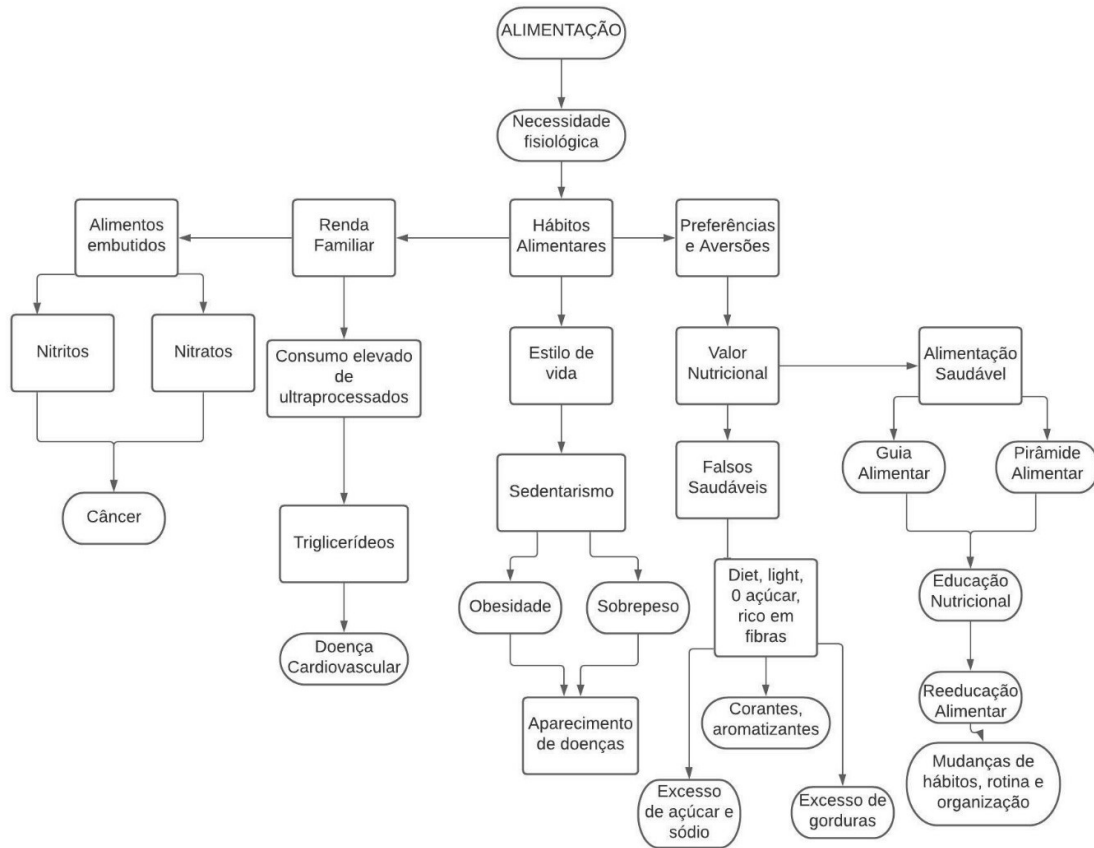 ALIMENTAÇÃO
Necessidade
fisiológica
Alimentos
embutidos
Renda
Familiar
Hábitos
Alimentares
Preferências
e Aversões
Nitritos
Nitratos
Consumo elevado
de
ultraprocessados
Estilo de
vida
Valor
Nutricional
Alimentação
Saudável
Guia
Alimentar
Pirâmide
Alimentar
Falsos
Saudáveis
Sedentarismo
Câncer
Triglicerídeos
Diet, light,
0 açúcar,
rico em
fibras
Educação
Nutricional
Obesidade
Sobrepeso
Doença
Cardiovascular
Reeducação
Alimentar
Corantes,
aromatizantes
Aparecimento
de doenças
Mudanças de
hábitos, rotina e
organização
Excesso
de açúcar e
sódio
Excesso de
gorduras